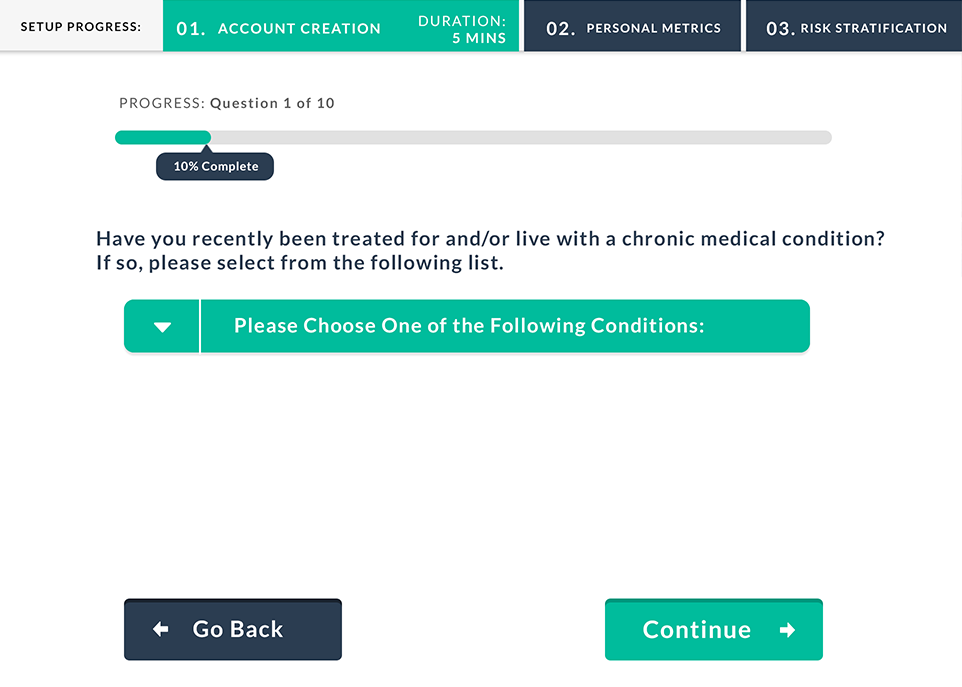 SETUP PROGRESS:
01. ACCOUNT CREATION
DURATION:
5 MINS
02. PERSONAL METRICS
03. RISK STRATIFICATION
PROGRESS: Question 1 of 10
10% Complete
Have you recently been treated for and/or live with a chronic medical condition?
If so, please select from the following list.
Please Choose One of the Following Conditions:
Go Back
Continue